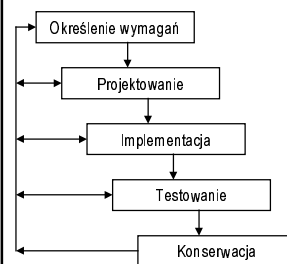 Określenie wymagań
Projektowanie
Implementacja
Testowanie
Konserwacja